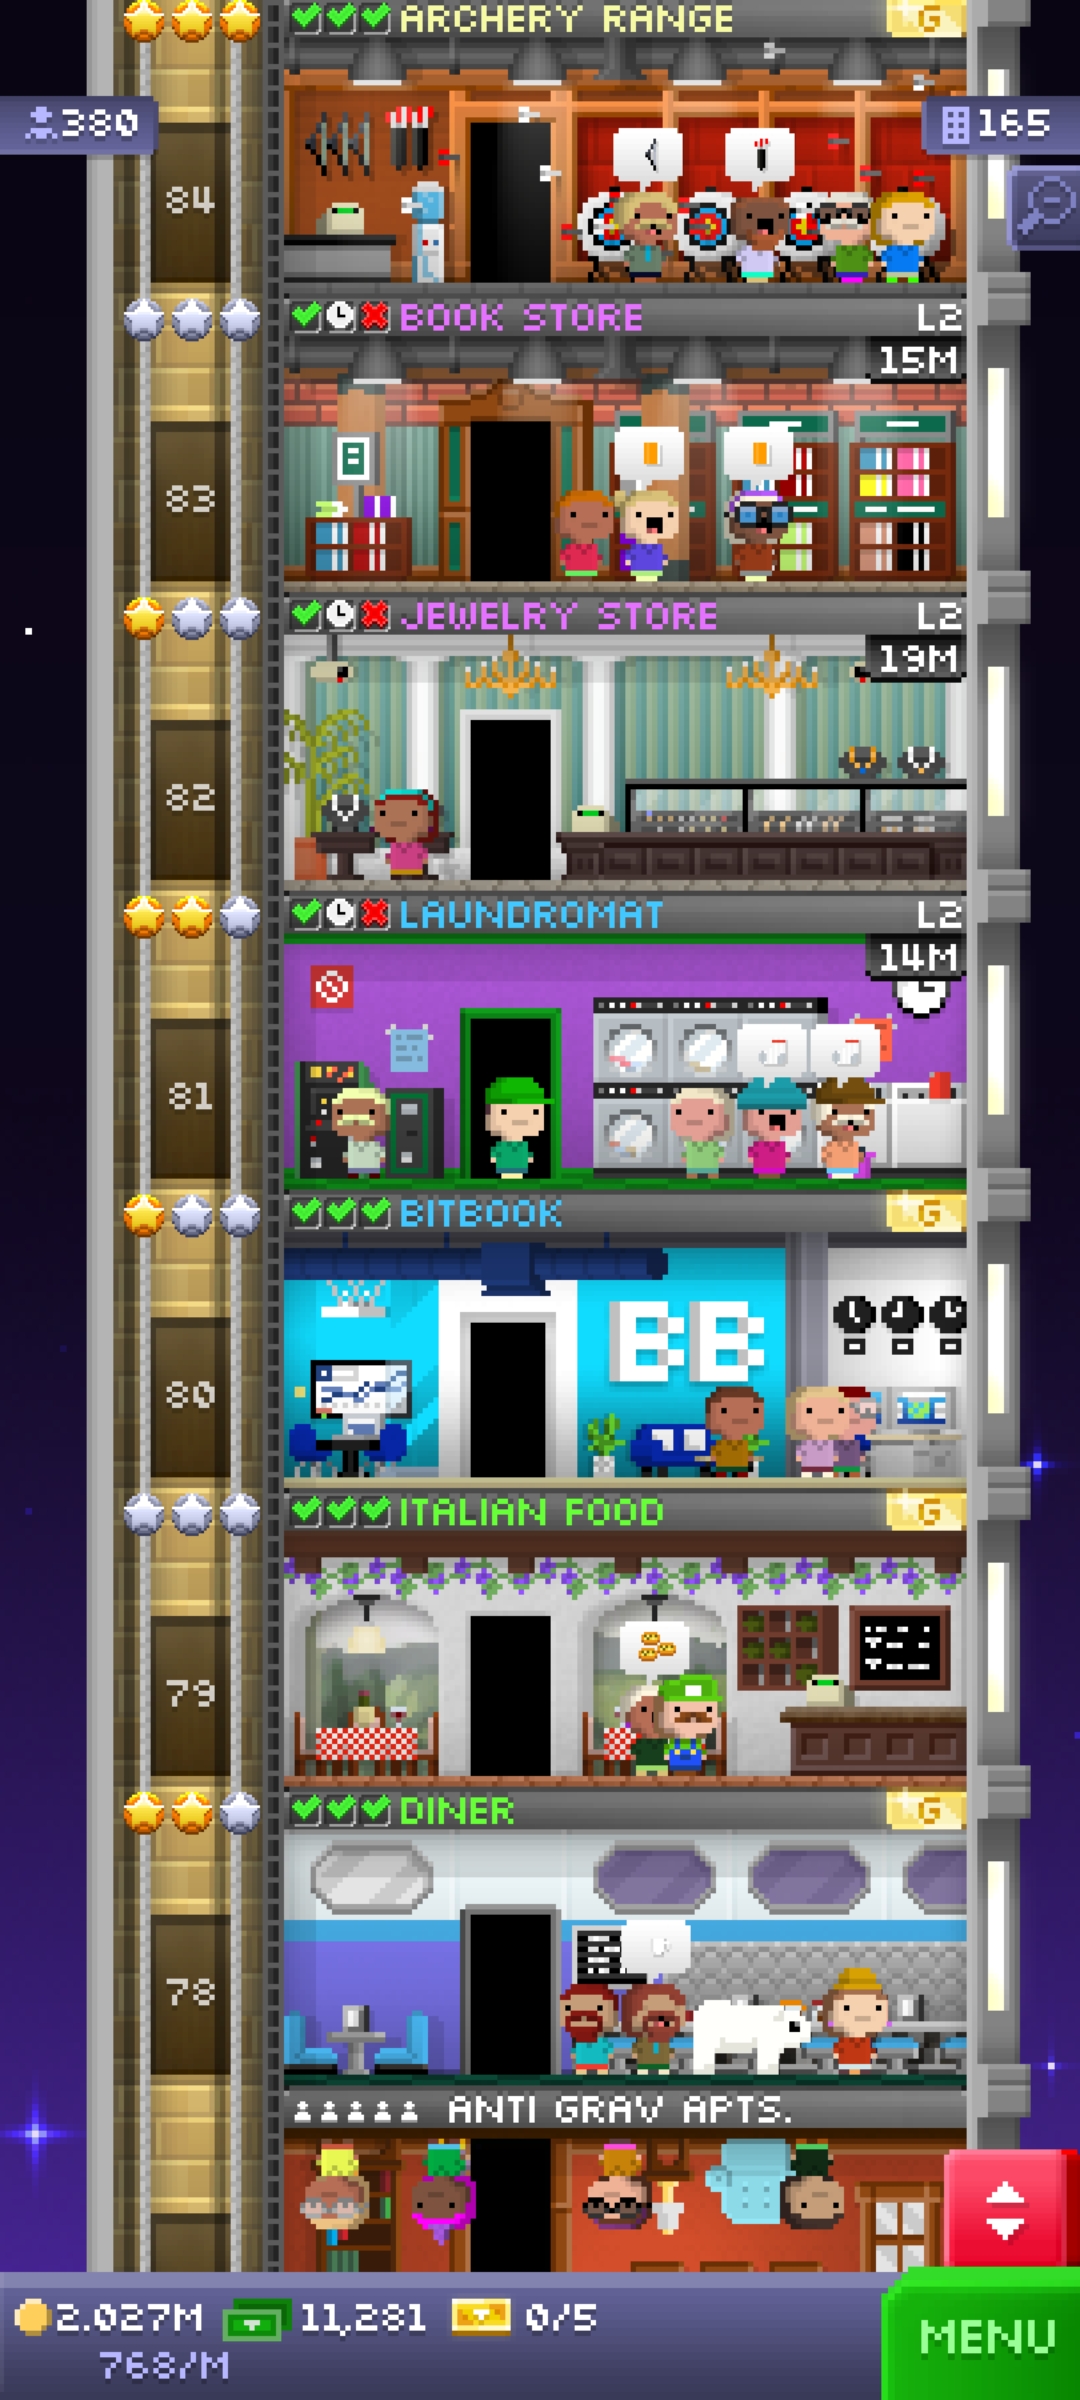 ARCHERY RANGE G
380
165
84
BOOK STORE L2
15M
83
JEWELRY STORE L2
19M
82
LAUNDROMAT L2
14M
81
BITBOOK G
BB
80
ITALIAN FOOD G
79
DINER G
78
ANTI GRAV APTS.
2.027M 11,281 0/5
768/M
MENU